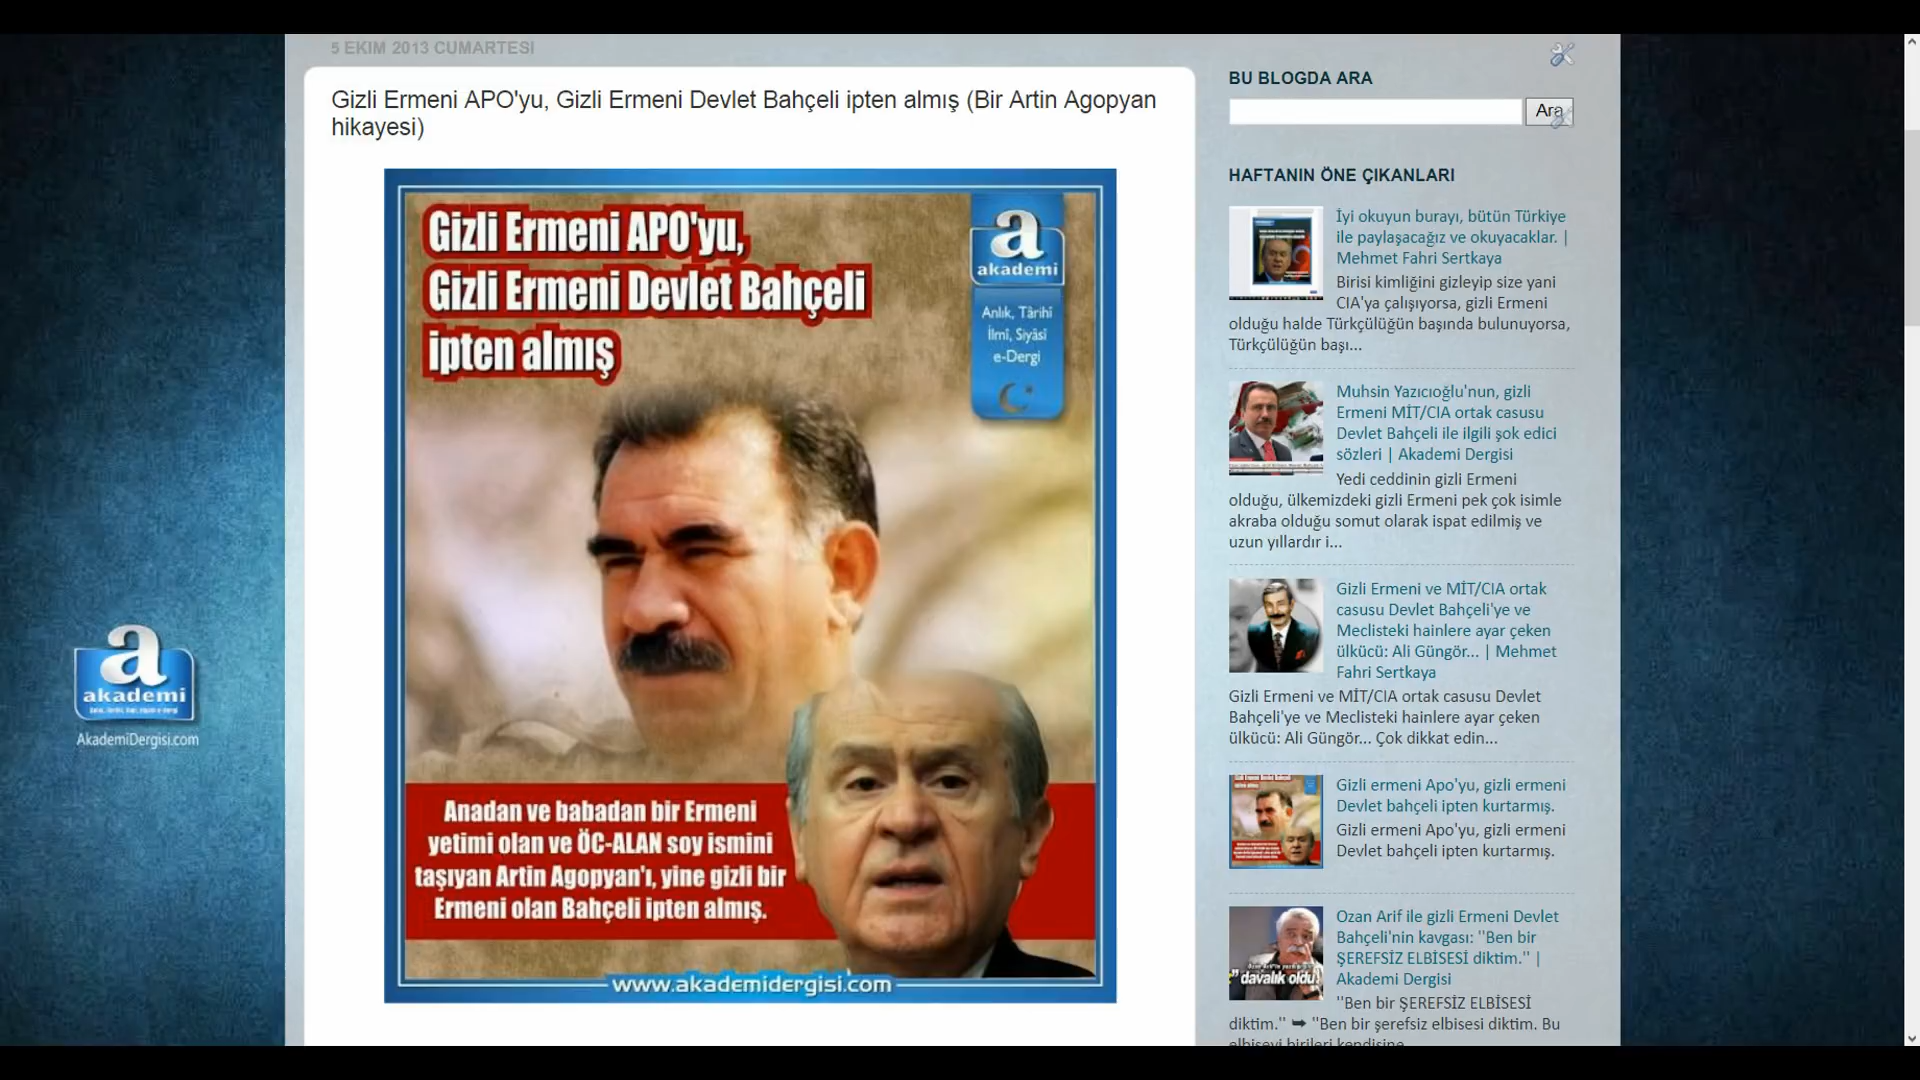 5 EKIM 2013 CUMARTESI
Gizli Ermeni APO'yu, Gizli Ermeni Devlet Bahçeli ipten almış (Bir Artin Agopyan
hikayesi)
Gizli Ermeni APO'yu,
Gizli Ermeni Devlet Bahçeli
ipten almış
a
akademi
Anlık, Târihî
İlmî, Siyâsî
e-Dergi
Anadan ve babadan bir Ermeni
yetimi olan ve ÖC-ALAN soy ismini
taşıyan Artin Agopyan'ı, yine gizli bir
Ermeni olan Bahçeli ipten almış.
www.akademidergisi.com
a
akademi
AkademiDergisi.com
BU BLOGDA ARA
Ara
HAFTANIN ÖNE ÇIKANLARI
İyi okuyun burayı, bütün Türkiye
ile paylaşacağız ve okuyacaklar. |
Mehmet Fahri Sertkaya
Birisi kimliğini gizleyip size yani
CIA'ya çalışıyorsa, gizli Ermeni
olduğu halde Türkçülüğün başında bulunuyorsa,
Türkçülüğün başı...
Muhsin Yazıcıoğlu'nun, gizli
Ermeni MİT/CIA ortak casusu
Devlet Bahçeli ile ilgili şok edici
sözleri | Akademi Dergisi
Yedi ceddinin gizli Ermeni
olduğu, ülkemizdeki gizli Ermeni pek çok isimle
akraba olduğu somut olarak ispat edilmiş ve
uzun yıllardır i...
Gizli Ermeni ve MİT/CIA ortak
casusu Devlet Bahçeli'ye ve
Meclisteki hainlere ayar çeken
ülkücü: Ali Güngör... | Mehmet
Fahri Sertkaya
Gizli Ermeni ve MİT/CIA ortak casusu Devlet
Bahçeli'ye ve Meclisteki hainlere ayar çeken
ülkücü: Ali Güngör... Çok dikkat edin...
Gizli ermeni Apo'yu, gizli ermeni
Devlet bahçeli ipten kurtarmış.
Gizli ermeni Apo'yu, gizli ermeni
Devlet bahçeli ipten kurtarmış.
Ozan Arif ile gizli Ermeni Devlet
Bahçeli'nin kavgası: ''Ben bir
ŞEREFSİZ ELBİSESİ diktim.'' |
Akademi Dergisi
davalık oldu!
''Ben bir ŞEREFSİZ ELBİSESİ
diktim.'' ➥ ''Ben bir şerefsiz elbisesi diktim. Bu
elbiseyi birileri kendisine